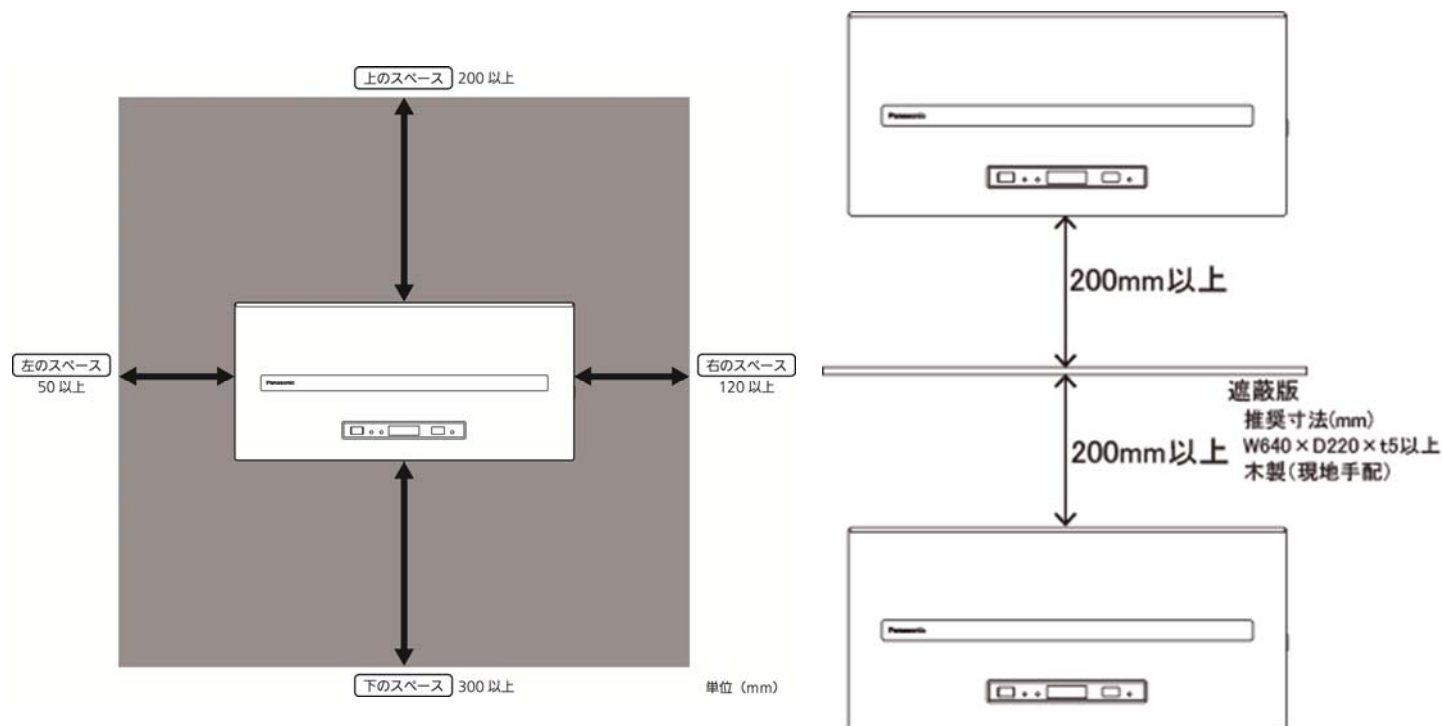 上のスペース 200 以上
左のスペース
50 以上
Panasonic
右のスペース
120 以上
下のスペース 300 以上
単位（mm）
Panasonic
200mm以上
遮蔽版
推奨寸法(mm)
200mm以上 W640×D220×t5以上
木製(現地手配)
Panasonic